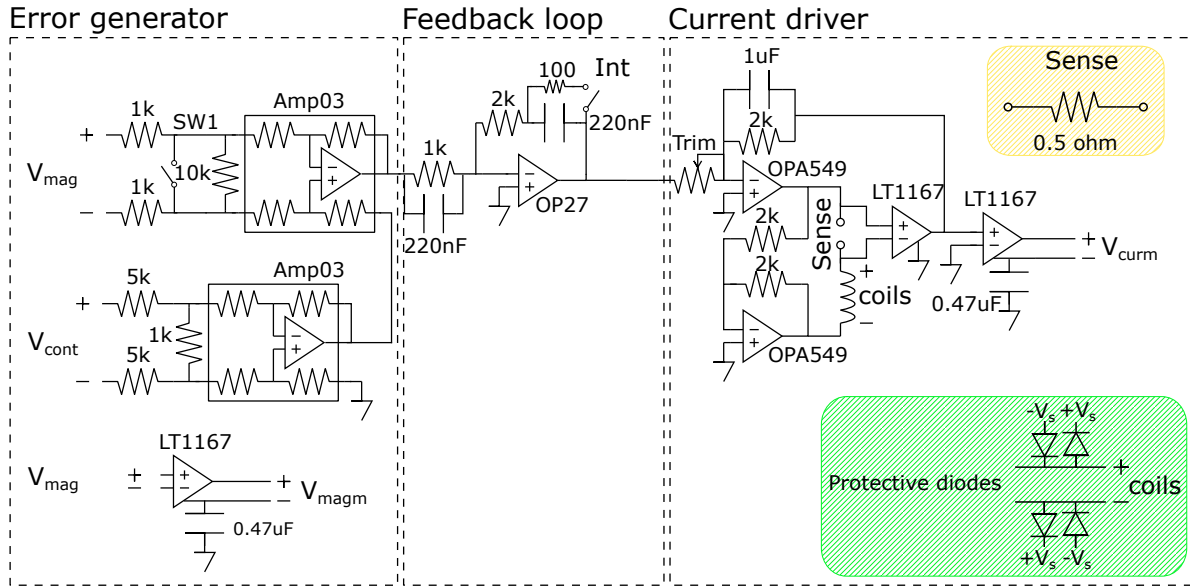 Error generator
1k
SW1
Amp03
+
V_mag
10k
1k
−
−
+
Amp03
5k
+
1k
V_cont
5k
−
−
+
LT1167
V_mag
+
−
+
−
+
−
V_magm
0.47uF
Feedback loop
100
Int
2k
220nF
1k
−
+
OP27
220nF
Current driver
1uF
2k
Trim
OPA549
−
+
2k
2k
Sense
LT1167
+
−
LT1167
+
−
+
−
V_curm
+
coils
−
0.47uF
−
+
OPA549
Sense
0.5 ohm
-V_s +V_s
Protective diodes
+
−
coils
+V_s -V_s